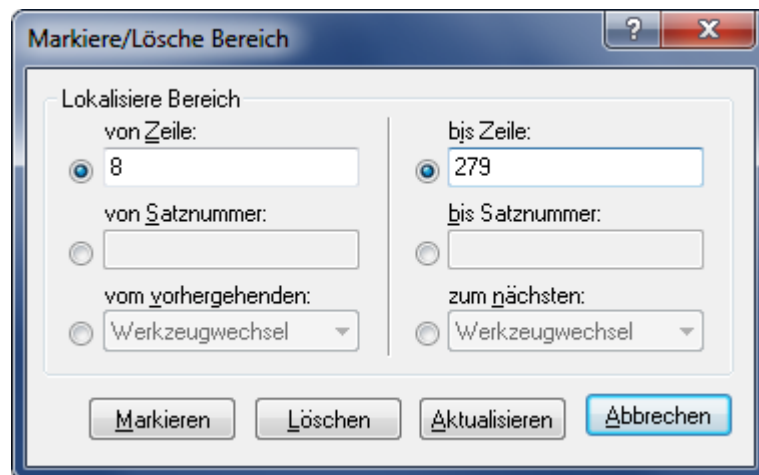 Markiere/Lösche Bereich
Lokalisiere Bereich
von Zeile:
8
von Satznummer:
vom vorhergehenden:
Werkzeugwechsel
bis Zeile:
279
bis Satznummer:
zum nächsten:
Werkzeugwechsel
Markieren
Löschen
Aktualisieren
Abbrechen